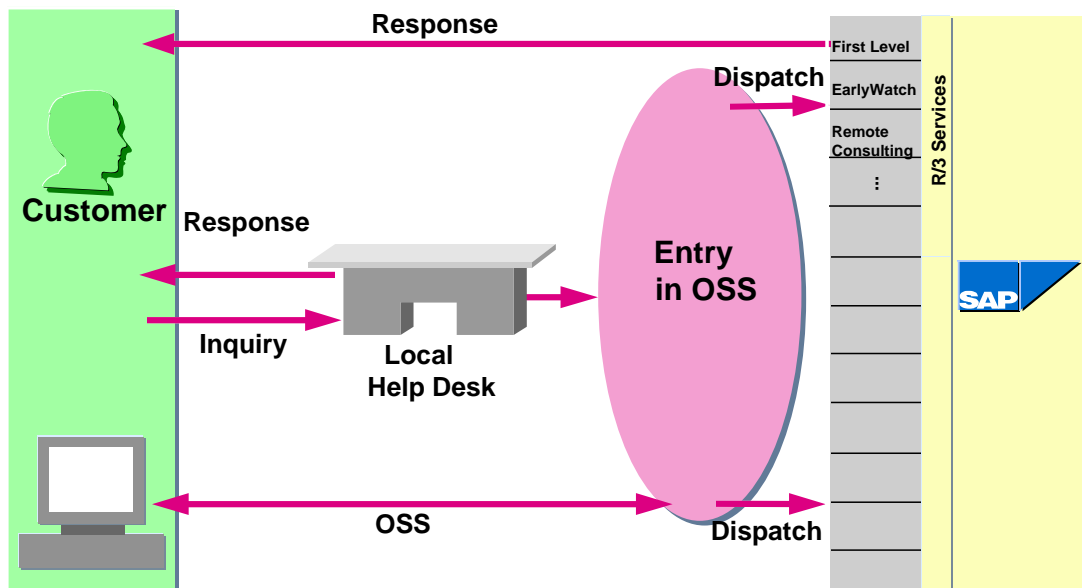 Response
First Level
Dispatch
EarlyWatch
Remote
Consulting
...
R/3 Services
Customer
Response
Entry
in OSS
SAP
Inquiry
Local
Help Desk
OSS
Dispatch